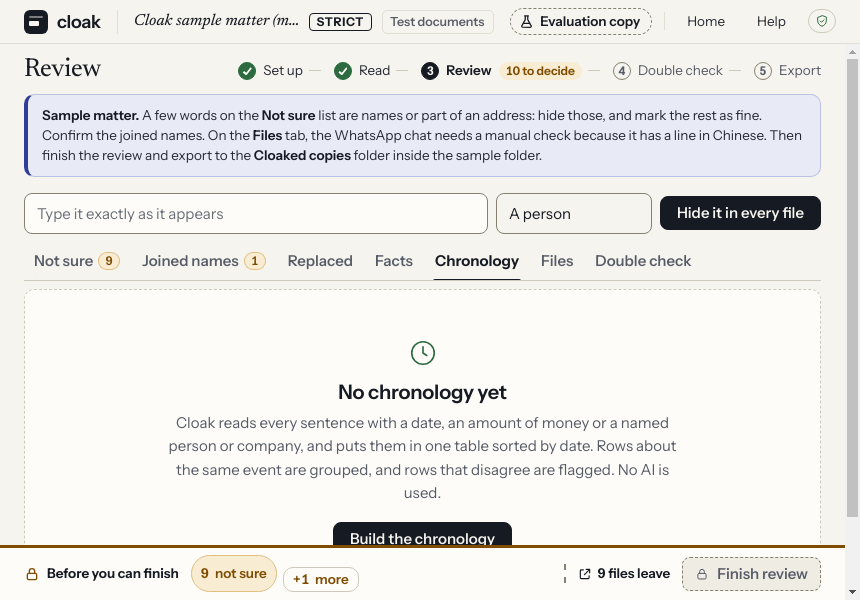 cloak
Cloak sample matter (m...
STRICT
Test documents
Evaluation copy
Home
Help
Review
Set up
Read
3 Review 10 to decide
4 Double check
5 Export
Sample matter. A few words on the Not sure list are names or part of an address: hide those, and mark the rest as fine.
Confirm the joined names. On the Files tab, the WhatsApp chat needs a manual check because it has a line in Chinese. Then
finish the review and export to the Cloaked copies folder inside the sample folder.
Type it exactly as it appears
A person
Hide it in every file
Not sure 9
Joined names 1
Replaced
Facts
Chronology
Files
Double check
No chronology yet
Cloak reads every sentence with a date, an amount of money or a named
person or company, and puts them in one table sorted by date. Rows about
the same event are grouped, and rows that disagree are flagged. No AI is
used.
Build the chronology
Before you can finish
9 not sure
+1 more
9 files leave
Finish review